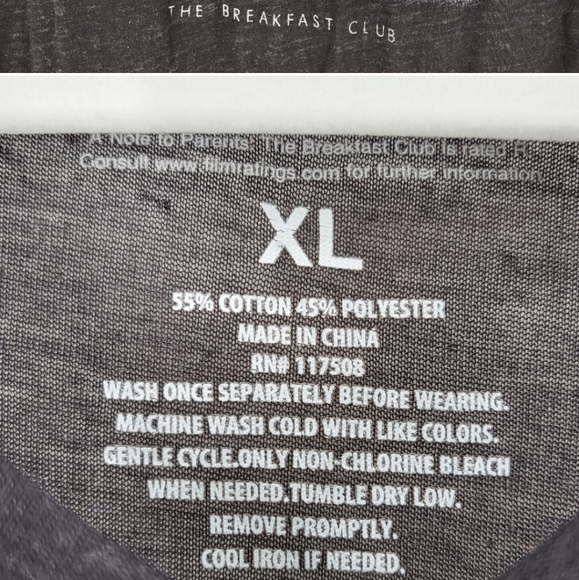 THE BREAKFAST CLUB
A Note to Parents: The Breakfast Club is rated R.
Consult www.filmratings.com for further information.
XL
55% COTTON 45% POLYESTER
MADE IN CHINA
RN# 117508
WASH ONCE SEPARATELY BEFORE WEARING.
MACHINE WASH COLD WITH LIKE COLORS.
GENTLE CYCLE.ONLY NON-CHLORINE BLEACH
WHEN NEEDED.TUMBLE DRY LOW.
REMOVE PROMPTLY.
COOL IRON IF NEEDED.